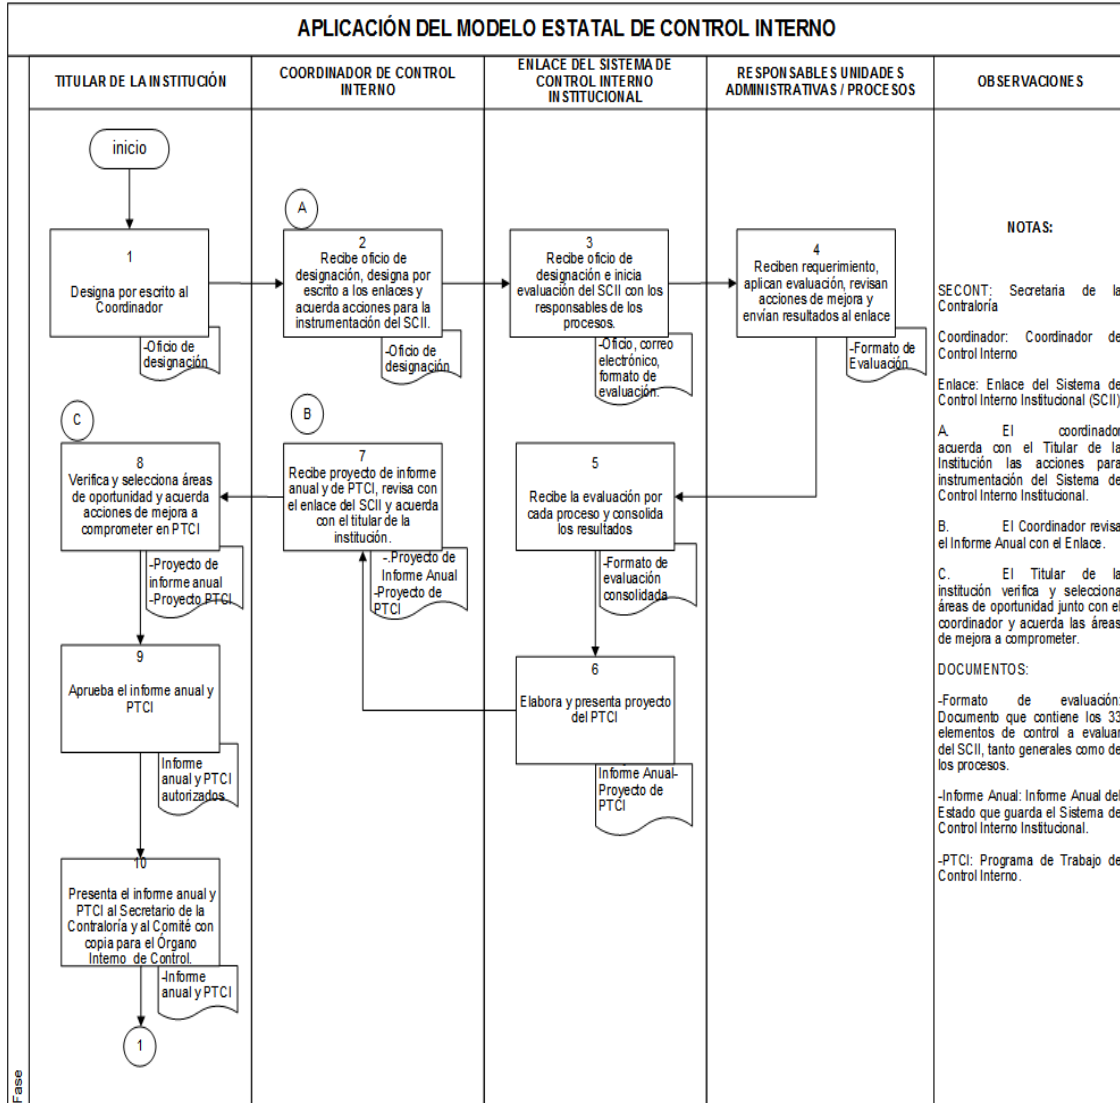 APLICACIÓN DEL MODELO ESTATAL DE CONTROL INTERNO
TITULAR DE LA INSTITUCIÓN
COORDINADOR DE CONTROL
INTERNO
ENLACE DEL SISTEMA DE
CONTROL INTERNO
INSTITUCIONAL
RESPONSABLES UNIDADES
ADMINISTRATIVAS / PROCESOS
OBSERVACIONES
inicio
1
Designa por escrito al
Coordinador
-Oficio de
designación
A
2
Recibe oficio de
designación, designa por
escrito a los enlaces y
acuerda acciones para la
instrumentación del SCII.
-Oficio de
designación
3
Recibe oficio de
designación e inicia
evaluación del SCII con los
responsables de los
procesos.
-Oficio, correo
electrónico,
formato de
evaluación.
4
Reciben requerimiento,
aplican evaluación, revisan
acciones de mejora y
envían resultados al enlace
-Formato de
Evaluación
5
Recibe la evaluación por
cada proceso y consolida
los resultados
-Formato de
evaluación
consolidada
6
Elabora y presenta proyecto
del PTCI
Informe Anual-
Proyecto de
PTCI
B
7
Recibe proyecto de informe
anual y de PTCI, revisa con
el enlace del SCII y acuerda
con el titular de la
institución.
-.Proyecto de
Informe Anual
-Proyecto de
PTCI
C
8
Verifica y selecciona áreas
de oportunidad y acuerda
acciones de mejora a
comprometer en PTCI
-Proyecto de
informe anual
-Proyecto PTCI
9
Aprueba el informe anual y
PTCI
Informe
anual y PTCI
autorizados
10
Presenta el informe anual y
PTCI al Secretario de la
Contraloría y al Comité con
copia para el Órgano
Interno de Control.
-Informe
anual y PTCI
1
NOTAS:
SECONT: Secretaria de la
Contraloría
Coordinador: Coordinador de
Control Interno
Enlace: Enlace del Sistema de
Control Interno Institucional (SCII)
A. El coordinador
acuerda con el Titular de la
Institución las acciones para
instrumentación del Sistema de
Control Interno Institucional.
B. El Coordinador revisa
el Informe Anual con el Enlace.
C. El Titular de la
institución verifica y selecciona
áreas de oportunidad junto con el
coordinador y acuerda las áreas
de mejora a comprometer.
DOCUMENTOS:
-Formato de evaluación:
Documento que contiene los 33
elementos de control a evaluar
del SCII, tanto generales como de
los procesos.
-Informe Anual: Informe Anual del
Estado que guarda el Sistema de
Control Interno Institucional.
-PTCI: Programa de Trabajo de
Control Interno.
Fase